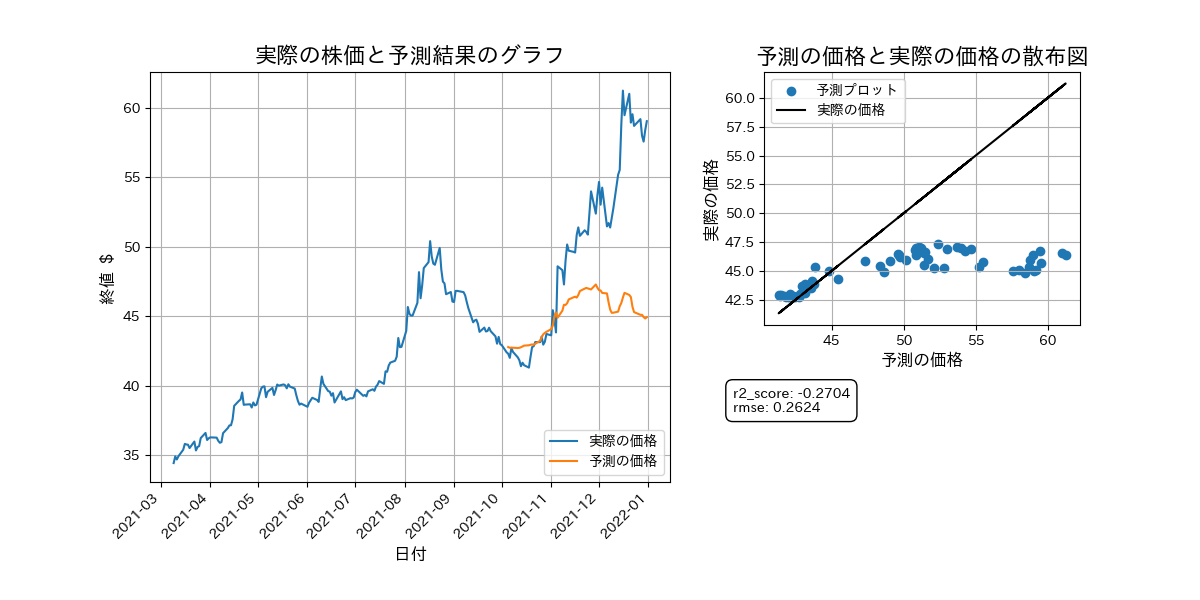 実際の株価と予測結果のグラフ
終値 $
60
55
50
45
40
35
2021-03
2021-04
2021-05
2021-06
2021-07
2021-08
2021-09
2021-10
2021-11
2021-12
2022-01
日付
実際の価格
予測の価格
予測の価格と実際の価格の散布図
実際の価格
60.0
57.5
55.0
52.5
50.0
47.5
45.0
42.5
45
50
55
60
予測の価格
予測プロット
実際の価格
r2_score: -0.2704
rmse: 0.2624